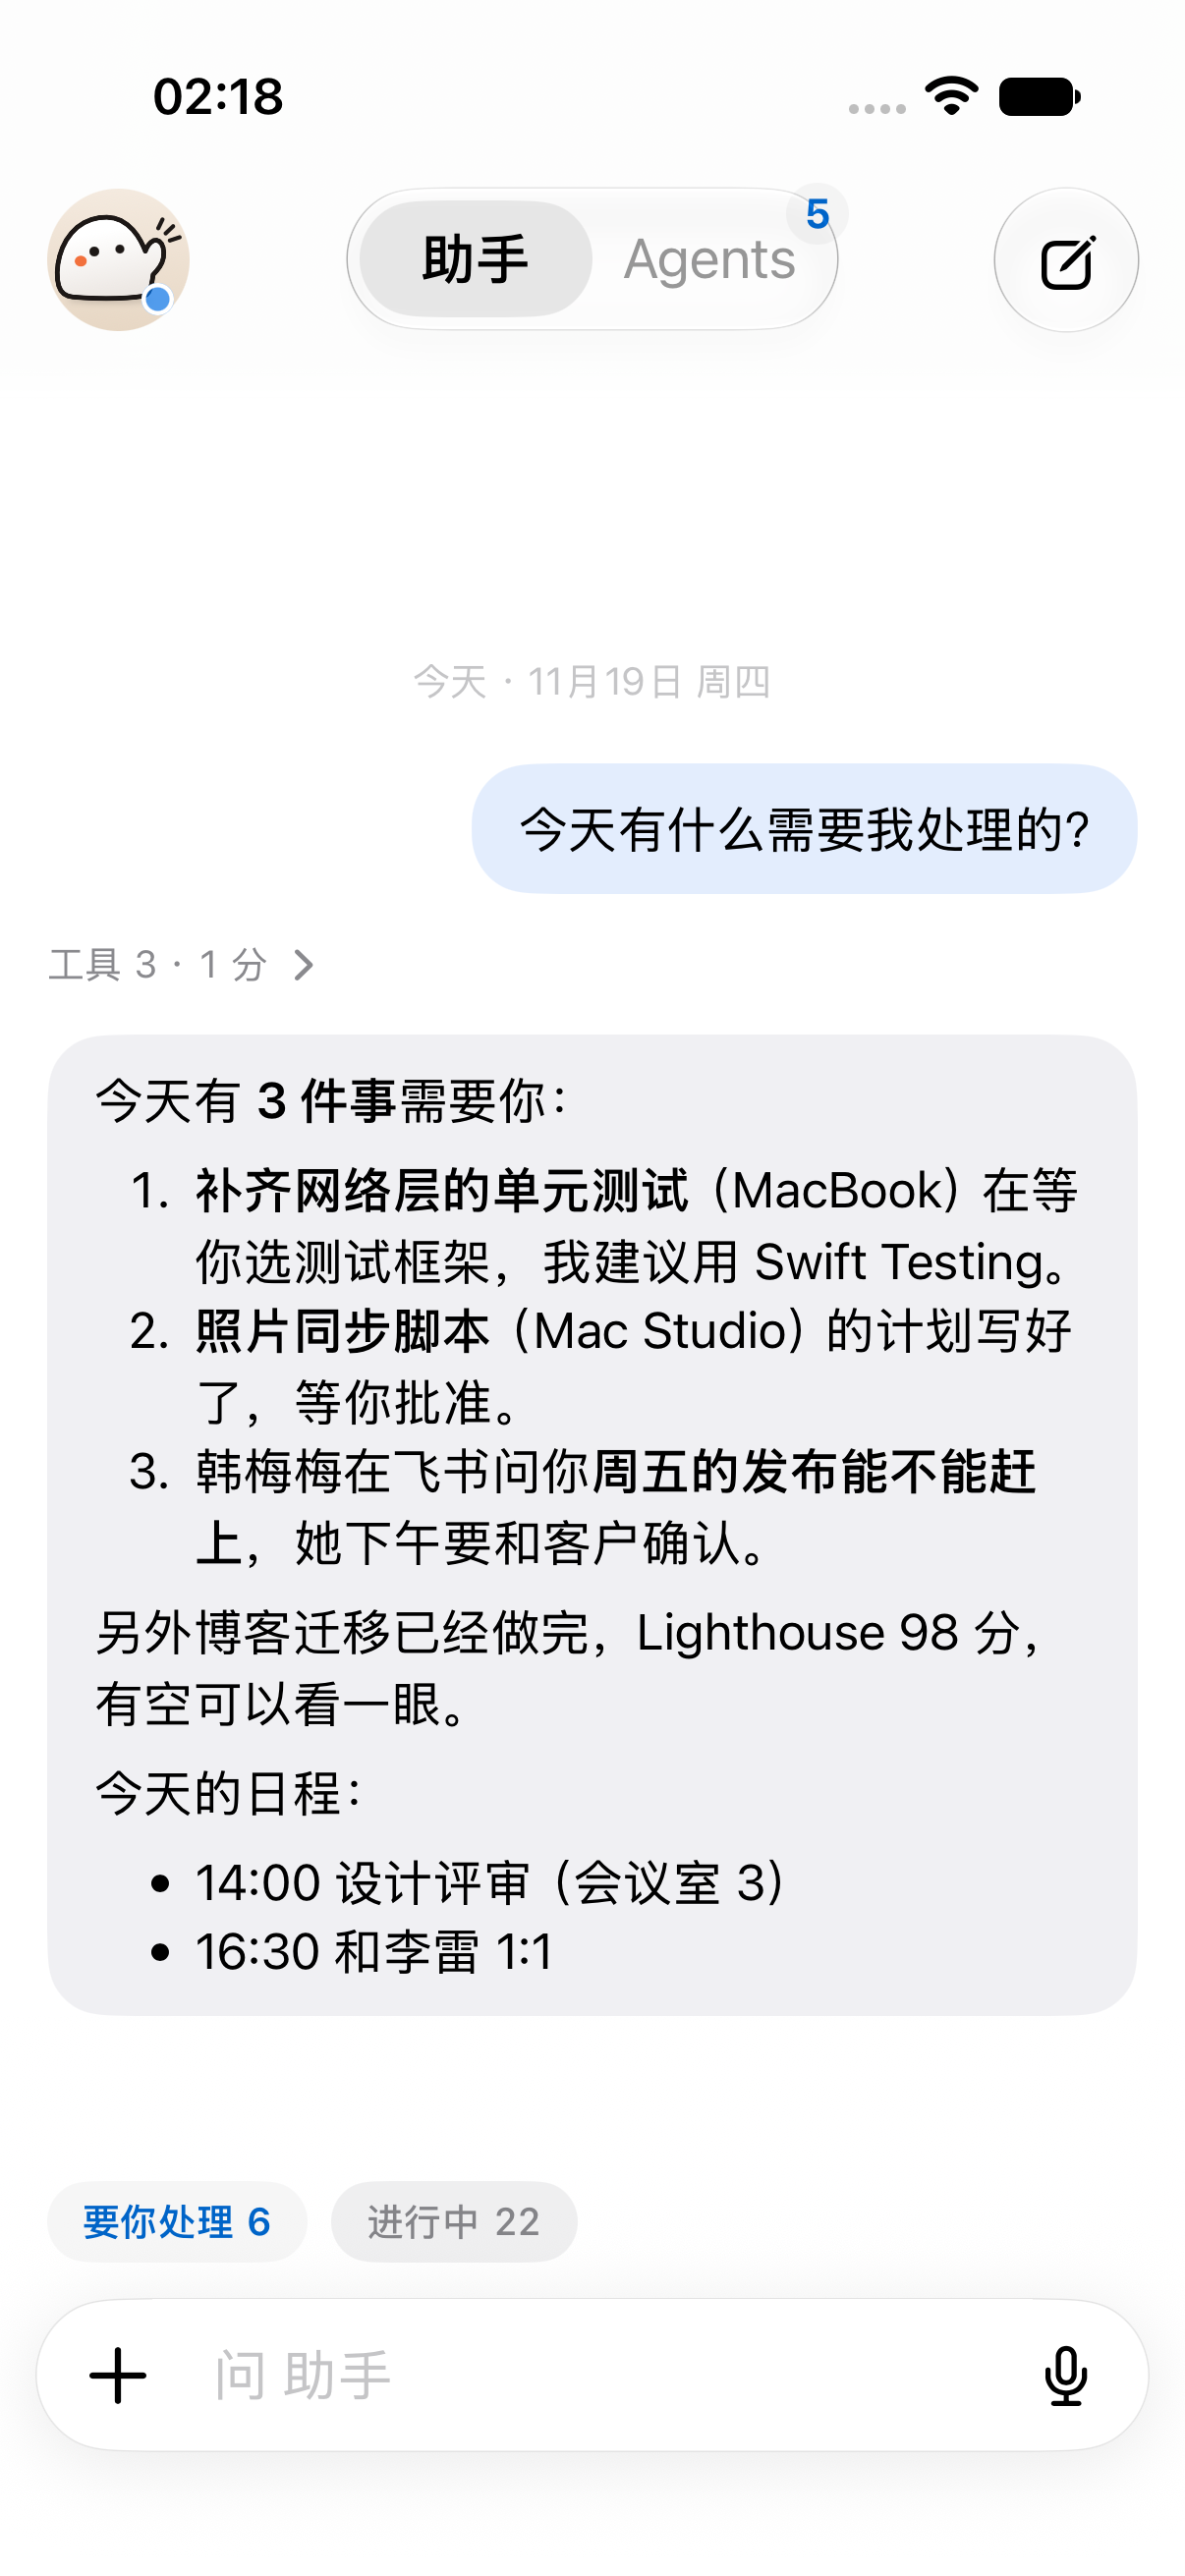 02:18
助手
Agents
5
今天 · 11月19日 周四
今天有什么需要我处理的?
工具 3 · 1 分
今天有 3 件事需要你：
1. 补齐网络层的单元测试（MacBook）在等
你选测试框架，我建议用 Swift Testing。
2. 照片同步脚本（Mac Studio）的计划写好
了，等你批准。
3. 韩梅梅在飞书问你周五的发布能不能赶
上，她下午要和客户确认。
另外博客迁移已经做完，Lighthouse 98 分，
有空可以看一眼。
今天的日程：
• 14:00 设计评审（会议室 3）
• 16:30 和李雷 1:1
要你处理 6
进行中 22
问 助手